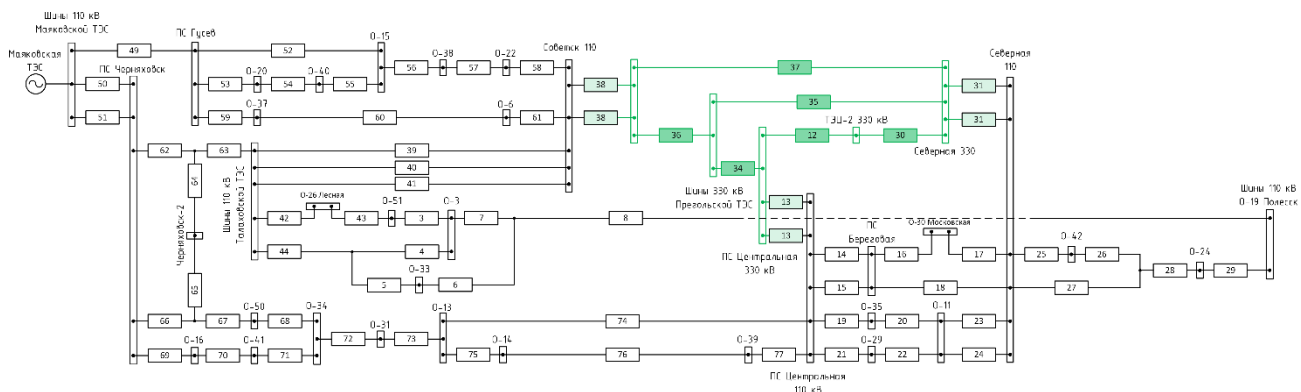 Шины 110 кВ
Маяковской ТЭС
Маяковская
ТЭС
ПС Черняховск
ПС Гусев
О-15
О-38
О-22
Советск 110
Северная
110
49
52
50
51
53
О-20
54
О-40
55
56
57
58
59
О-37
60
О-6
61
38
38
37
35
36
34
12
ТЭЦ-2 330 кВ
30
31
31
Северная 330
62
63
64
39
40
41
Черняховск-2
65
Шины 110 кВ
Талаховской ТЭС
42
О-26 Лесная
43
О-51
3
О-3
7
8
44
4
5
О-33
6
Шины 330 кВ
Прегольской ТЭС
13
13
ПС Центральная
330 кВ
ПС
Береговая
О-30 Московская
14
16
17
15
18
25
О-42
26
27
28
О-24
29
Шины 110 кВ
О-19 Полесск
66
67
О-50
68
О-34
69
О-16
70
О-41
71
72
О-31
73
О-13
74
75
О-14
76
О-39
77
19
О-35
20
О-11
23
21
О-29
22
24
ПС Центральная
110 кВ